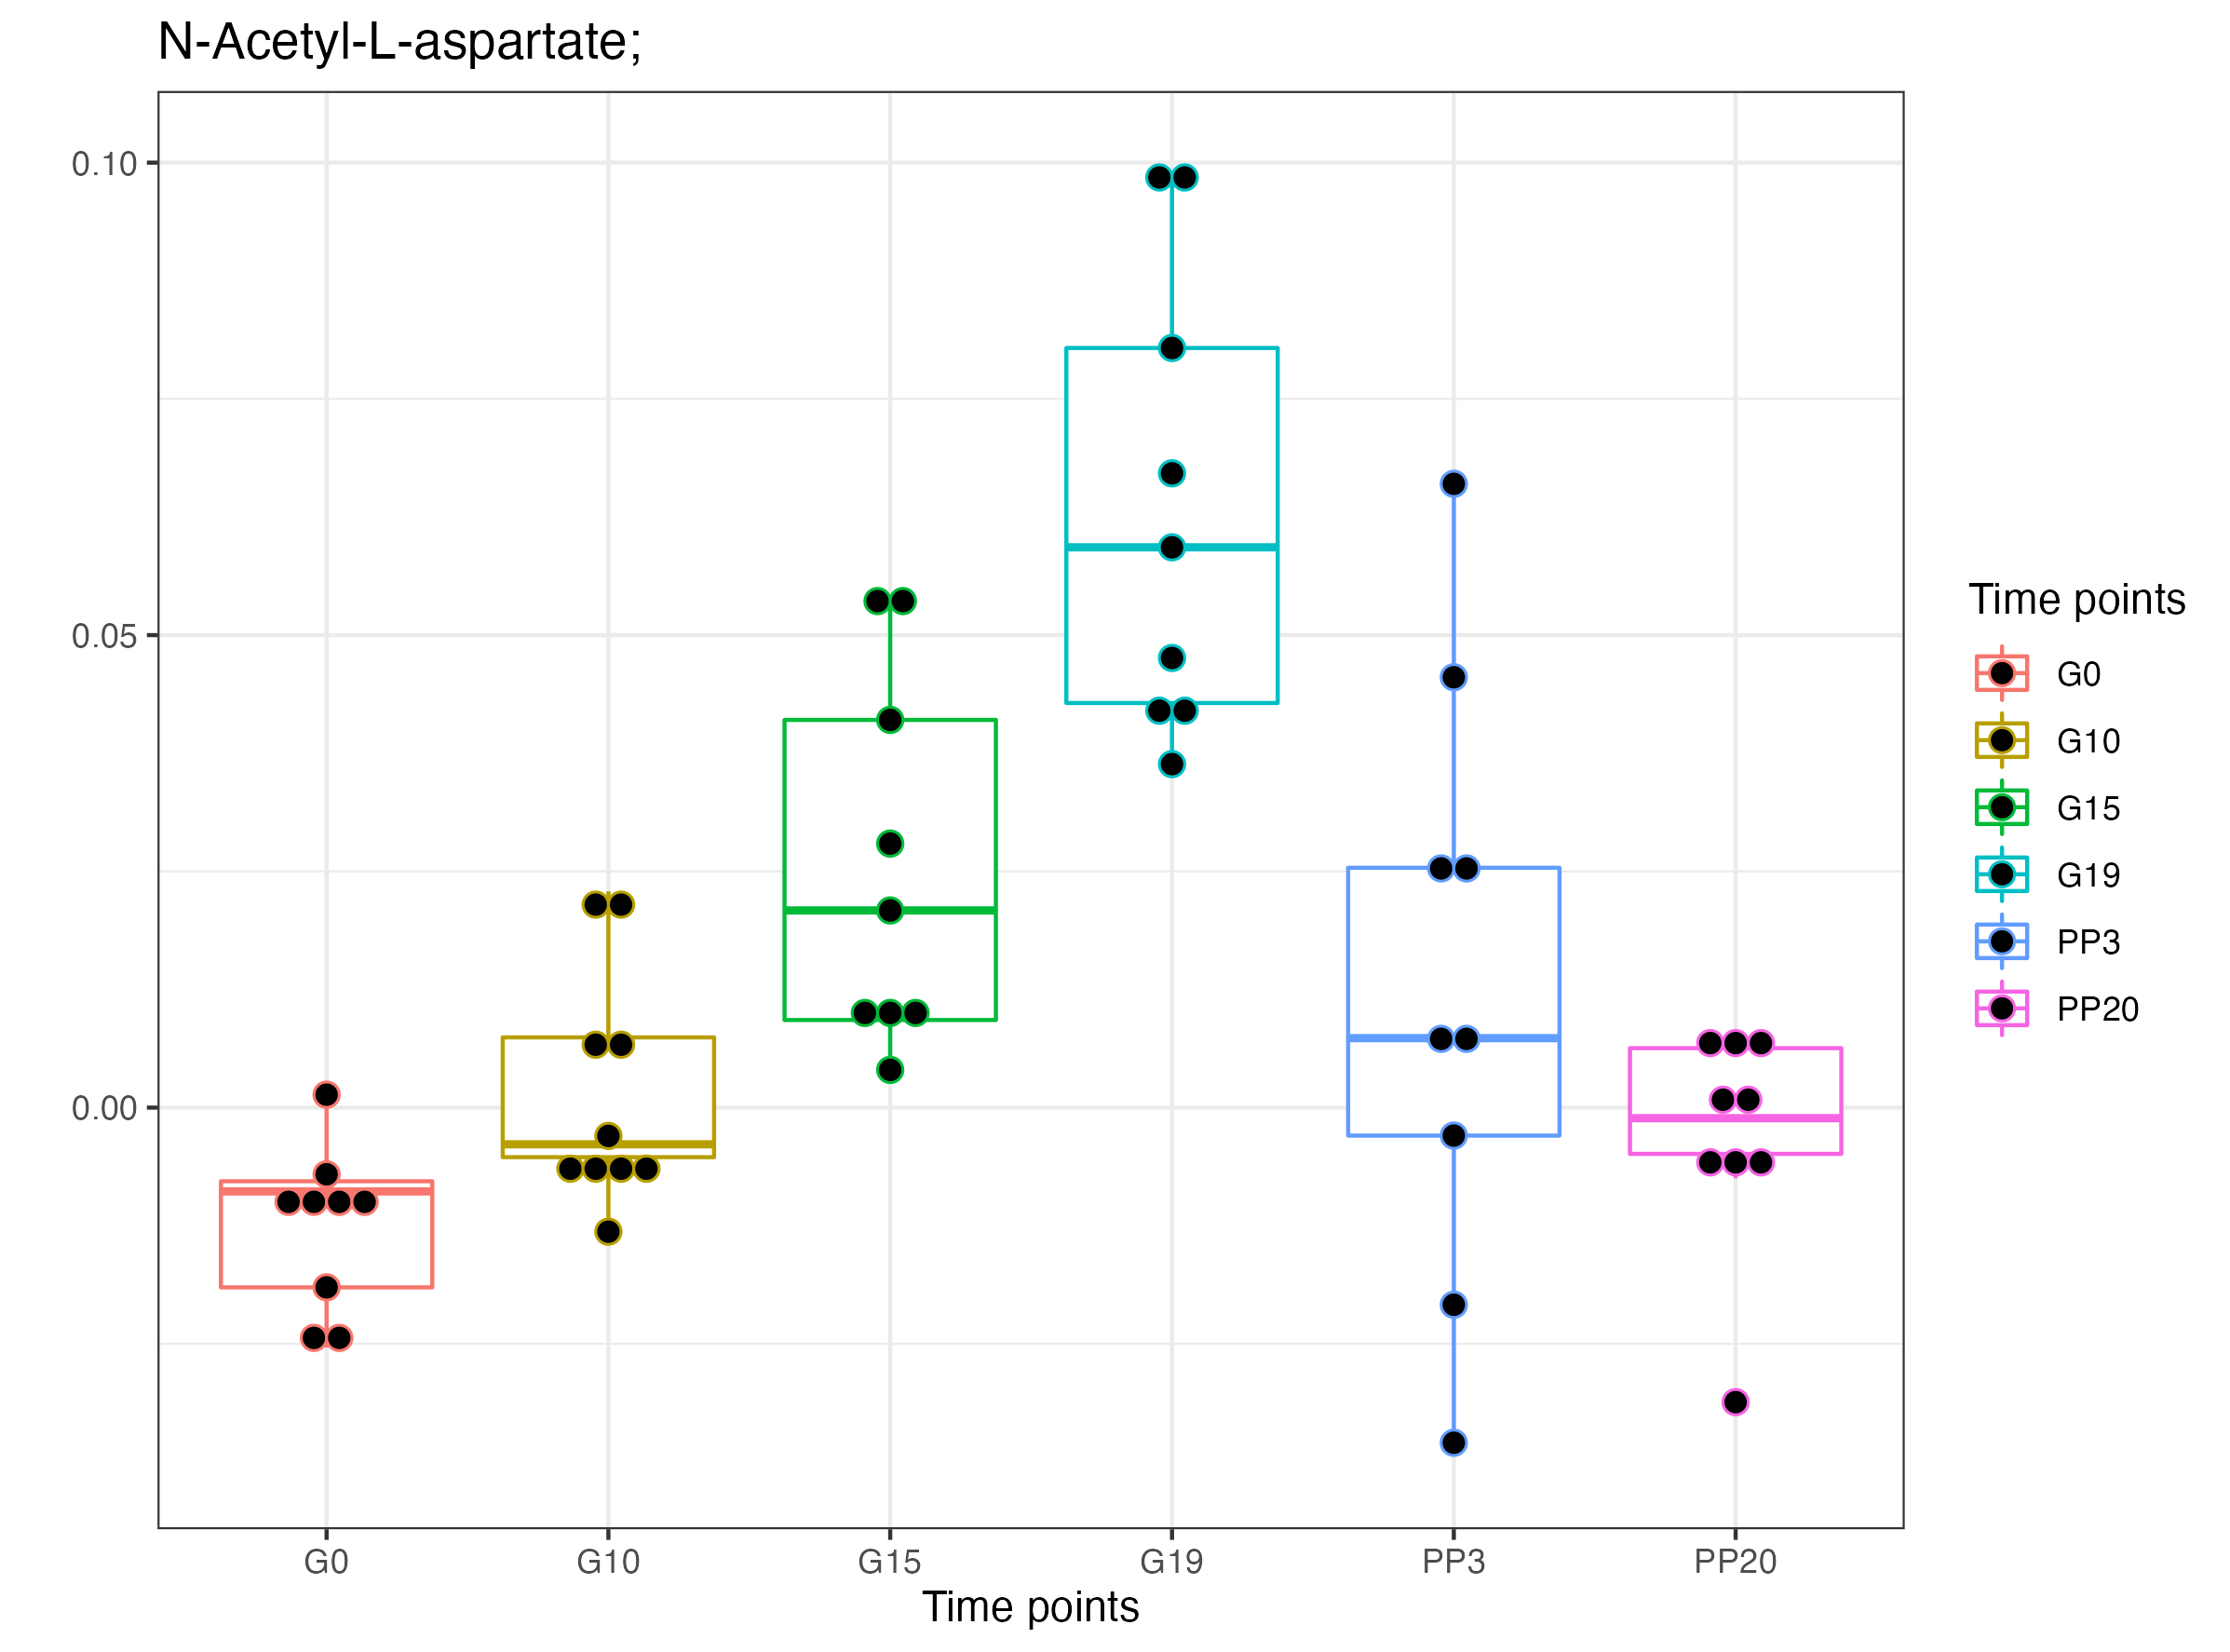 N-Acetyl-L-aspartate;
0.10
0.05
0.00
G0 G10 G15 G19 PP3 PP20
Time points
Time points
G0
G10
G15
G19
PP3
PP20